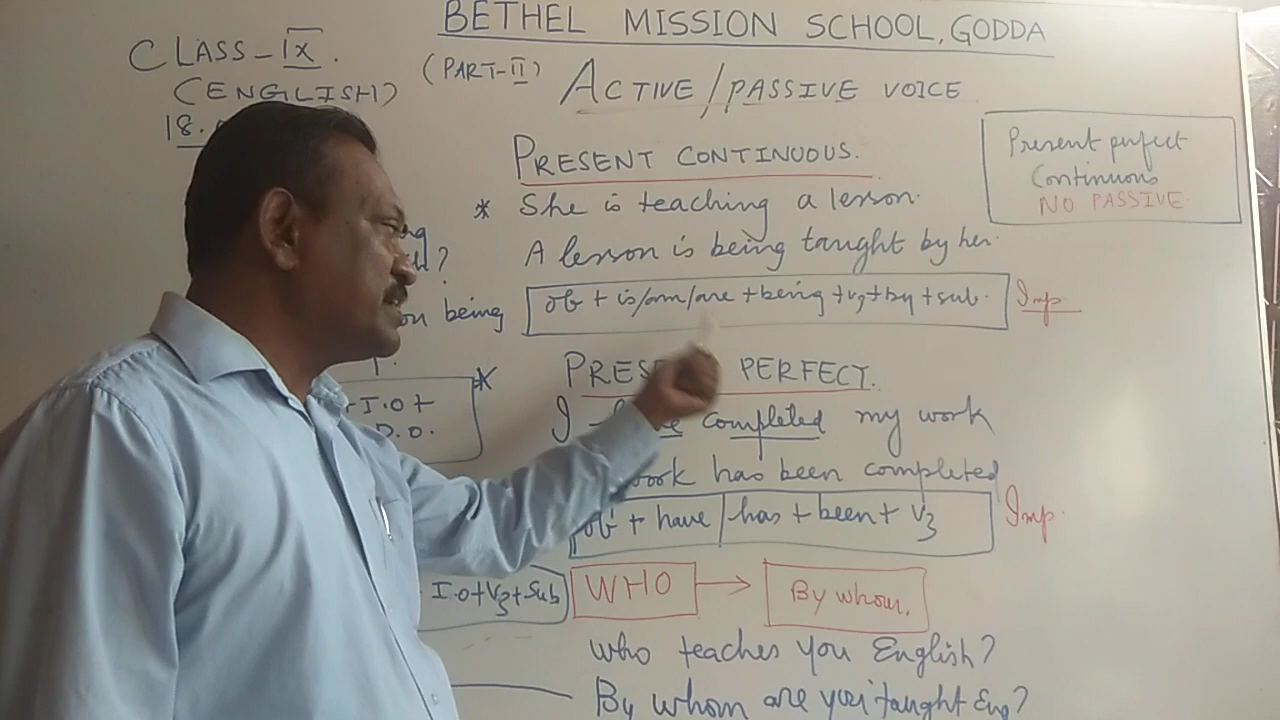 BETHEL MISSION SCHOOL, GODDA
CLASS-IX.
(ENGLISH)
18.
(PART-II)
ACTIVE/PASSIVE VOICE
PRESENT CONTINUOUS.
* She is teaching a lesson.
A lesson is being taught by her.
ob + is/am/are +being +v3+by +sub.
Imp.
Present perfect
Continuous
NO PASSIVE
?
being
*
I.O+
D.O.
I.O+V3+Sub
PERFECT.
I completed my work
work has been completed
ob + have/has + been + V3
Imp.
WHO → By whom.
Who teaches you English?
By whom are you taught Eng?